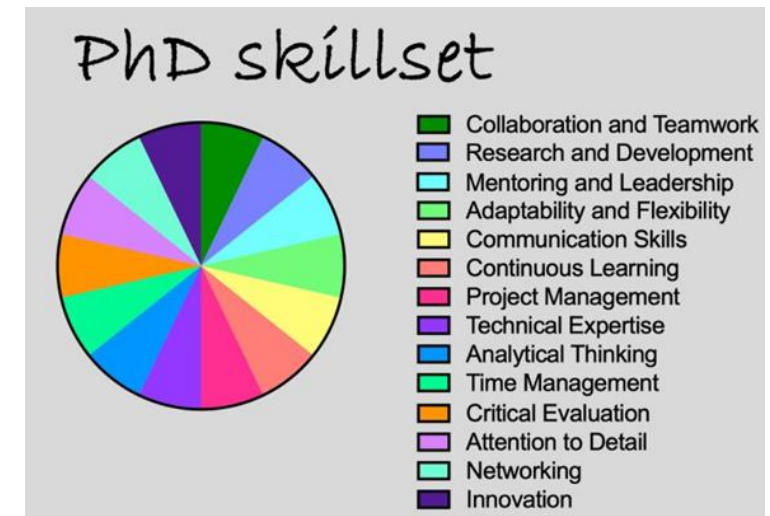 PhD skillset
Collaboration and Teamwork
Research and Development
Mentoring and Leadership
Adaptability and Flexibility
Communication Skills
Continuous Learning
Project Management
Technical Expertise
Analytical Thinking
Time Management
Critical Evaluation
Attention to Detail
Networking
Innovation